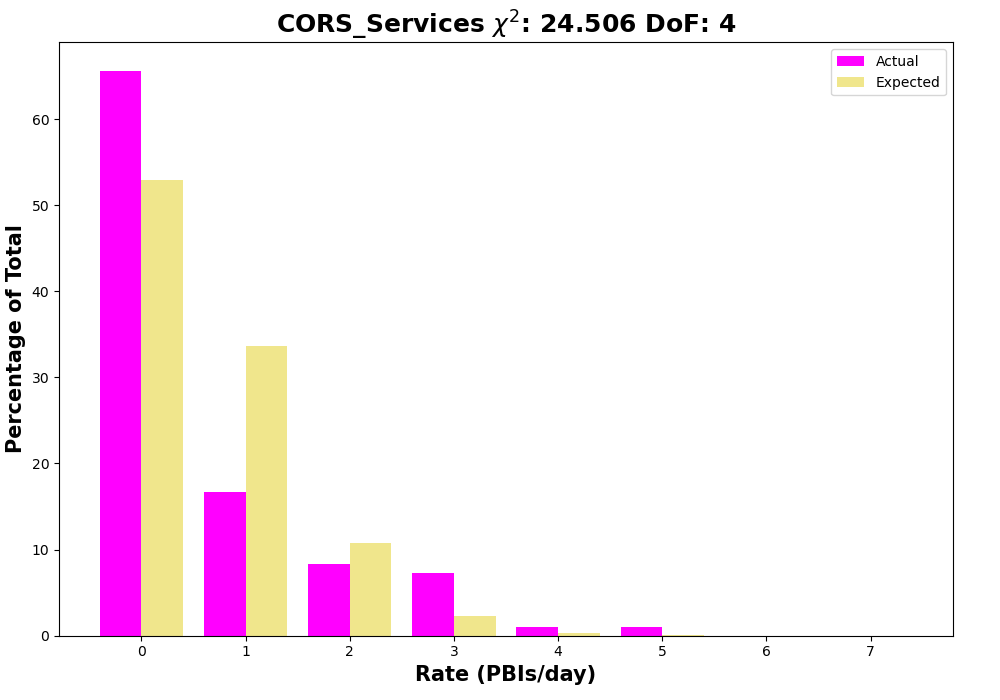 CORS_Services χ²: 24.506 DoF: 4
Actual
Expected
Percentage of Total
60
50
40
30
20
10
0
0 1 2 3 4 5 6 7
Rate (PBIs/day)